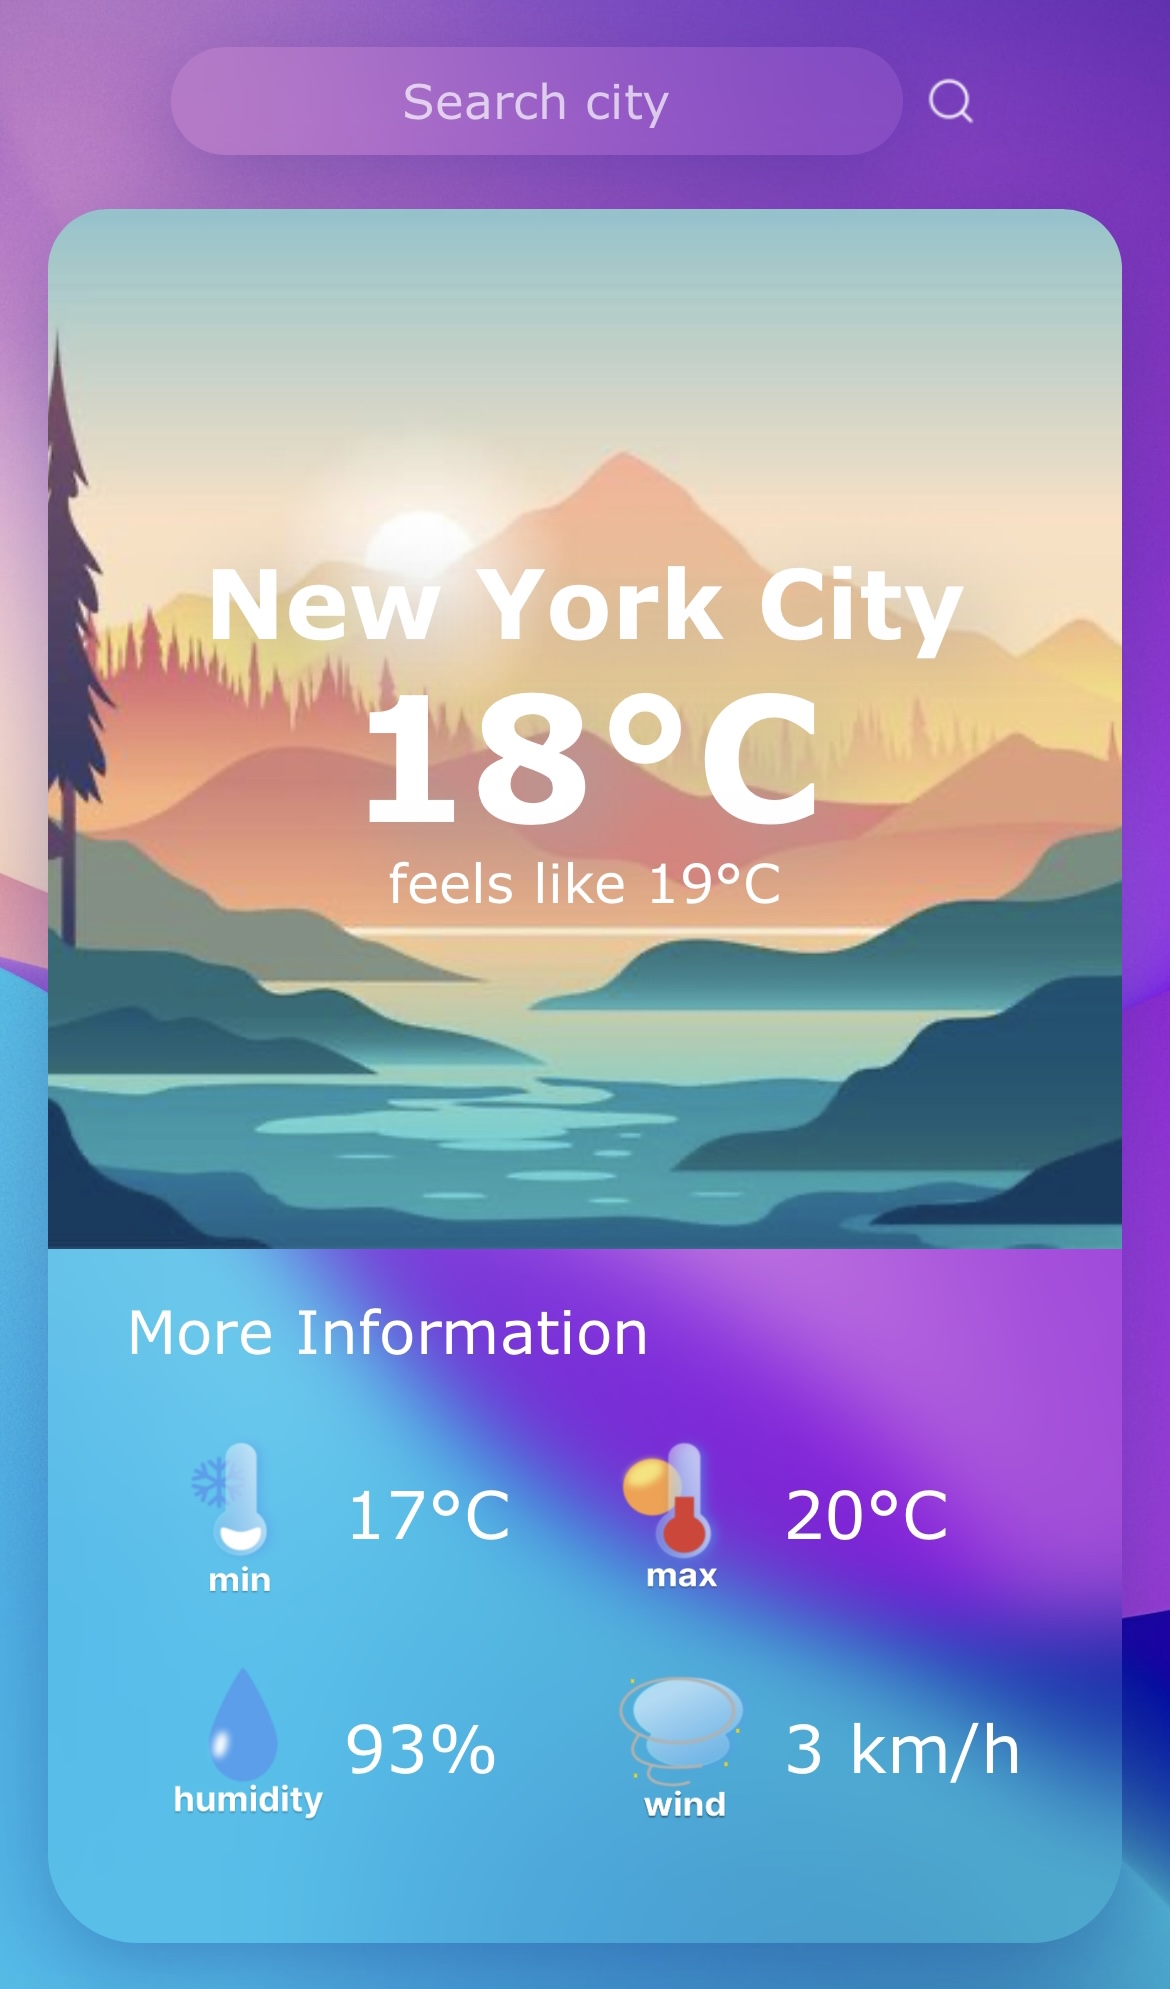 Search city
New York City
18°C
feels like 19°C
More Information
17°C
min
20°C
max
93%
humidity
3 km/h
wind